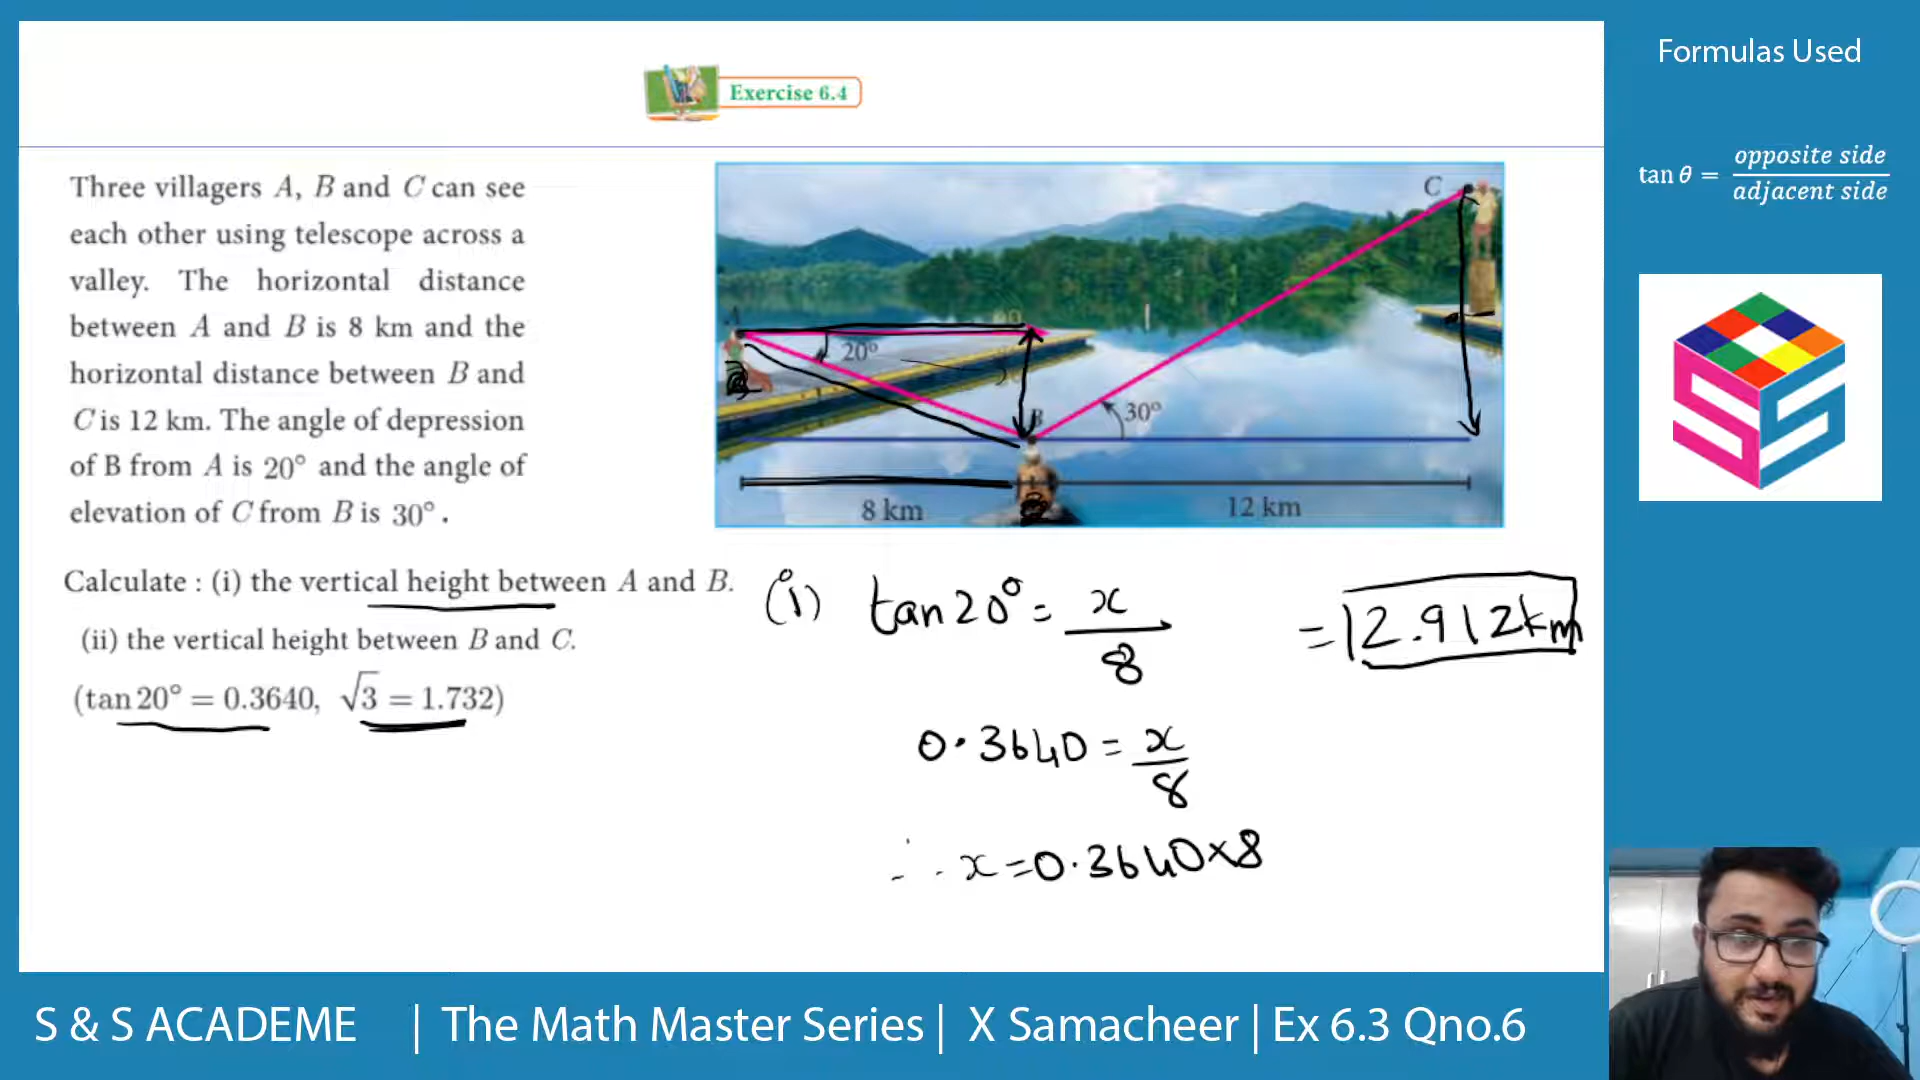 Formulas Used
Exercise 6.4
tan θ = opposite side / adjacent side
Three villagers A, B and C can see
each other using telescope across a
valley. The horizontal distance
between A and B is 8 km and the
horizontal distance between B and
C is 12 km. The angle of depression
of B from A is 20° and the angle of
elevation of C from B is 30°.
C
A
20°
B
30°
8 km
12 km
Calculate : (i) the vertical height between A and B.
(ii) the vertical height between B and C.
(tan 20° = 0.3640, √3 = 1.732)
(i) tan 20° = x/8
0.3640 = x/8
∴ x = 0.3640 × 8
= 2.912 km
S & S ACADEME | The Math Master Series | X Samacheer | Ex 6.3 Qno.6